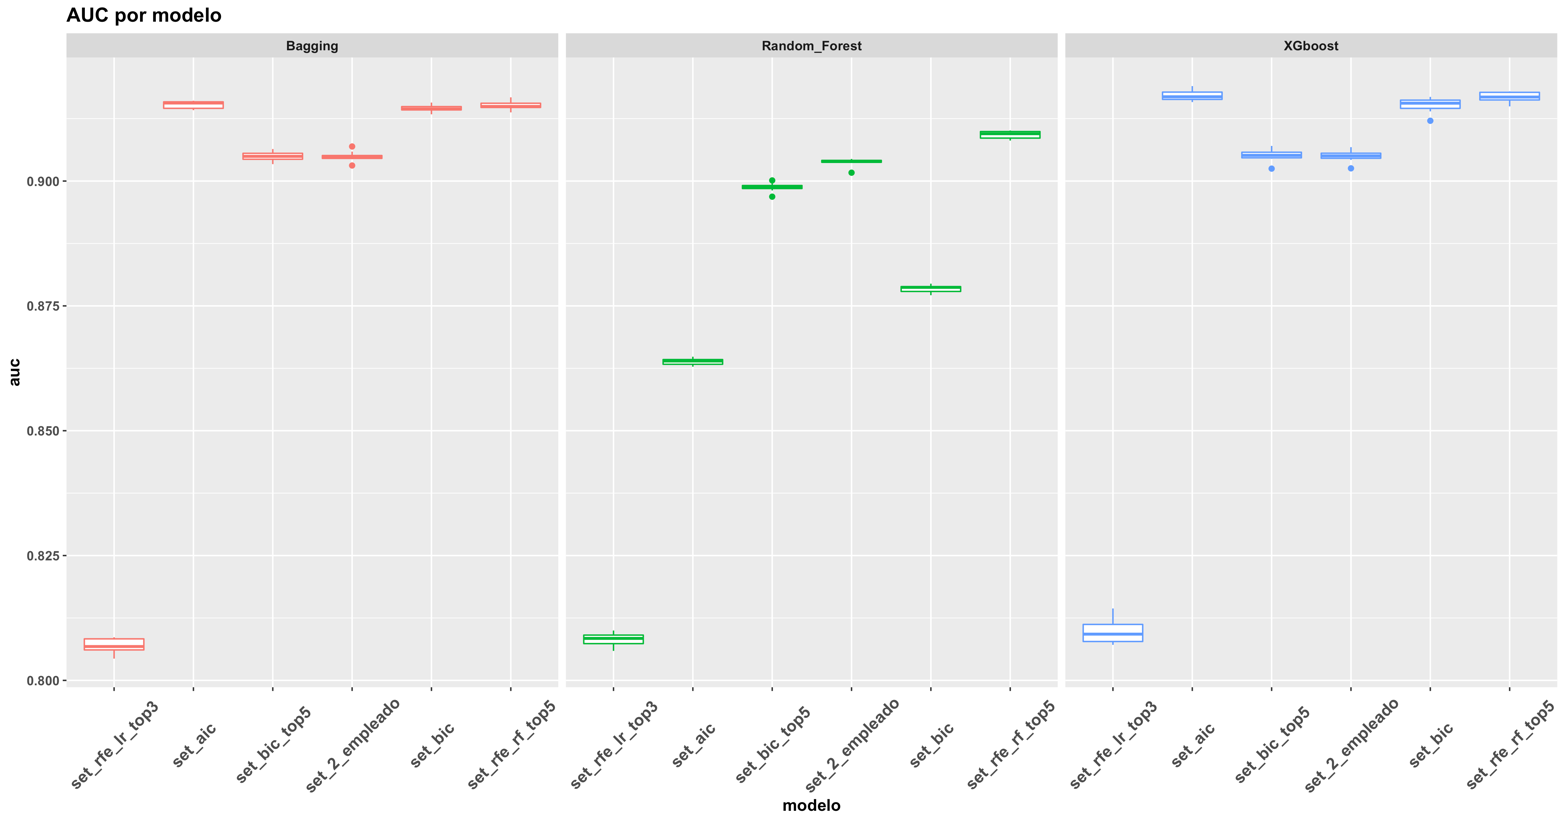 AUC por modelo
Bagging
Random_Forest
XGboost
auc
0.900
0.875
0.850
0.825
0.800
set_rfe_lr_top3
set_aic
set_bic_top5
set_2_empleado
set_bic
set_rfe_rf_top5
set_rfe_lr_top3
set_aic
set_bic_top5
set_2_empleado
set_bic
set_rfe_rf_top5
set_rfe_lr_top3
set_aic
set_bic_top5
set_2_empleado
set_bic
set_rfe_rf_top5
modelo